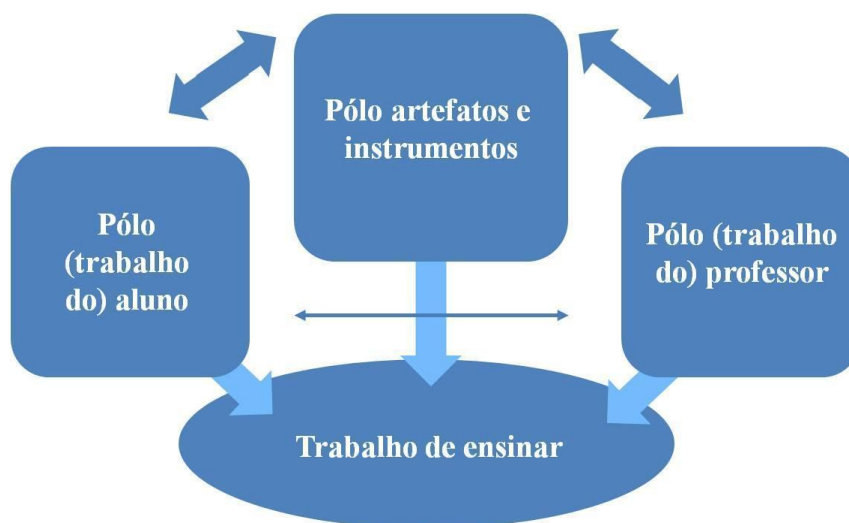 Pólo artefatos e
instrumentos
Pólo
(trabalho
do) aluno
Pólo (trabalho
do) professor
Trabalho de ensinar